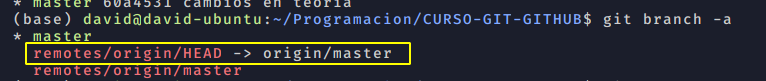 * master 60a4531 cambios en teoria
(base) david@david-ubuntu:~/Programacion/CURSO-GIT-GITHUB$ git branch -a
* master
remotes/origin/HEAD -> origin/master
remotes/origin/master